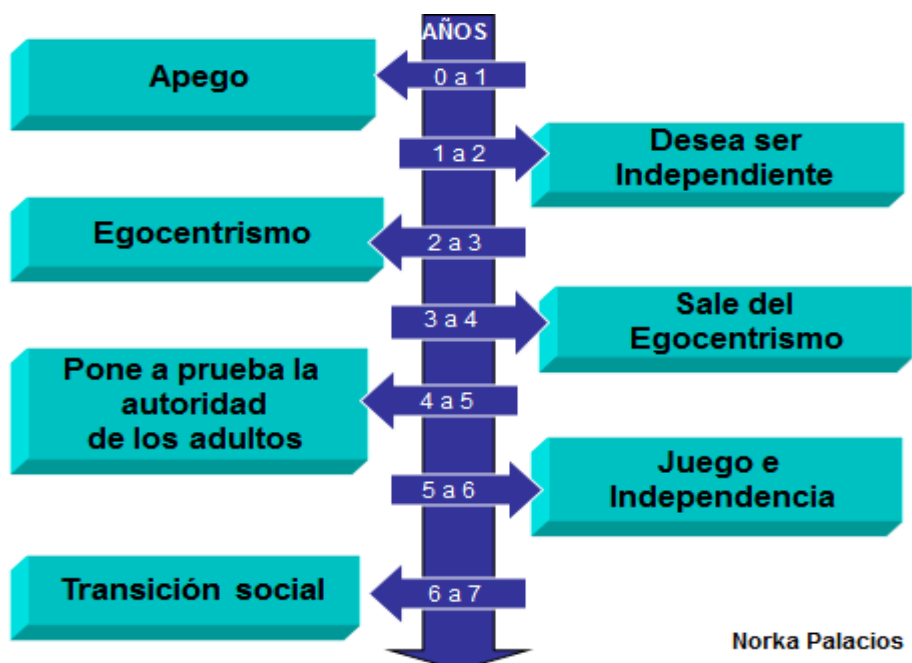 AÑOS
Apego
0 a 1
1 a 2
Desea ser
Independiente
Egocentrismo
2 a 3
3 a 4
Sale del
Egocentrismo
Pone a prueba la
autoridad
de los adultos
4 a 5
5 a 6
Juego e
Independencia
Transición social
6 a 7
Norka Palacios